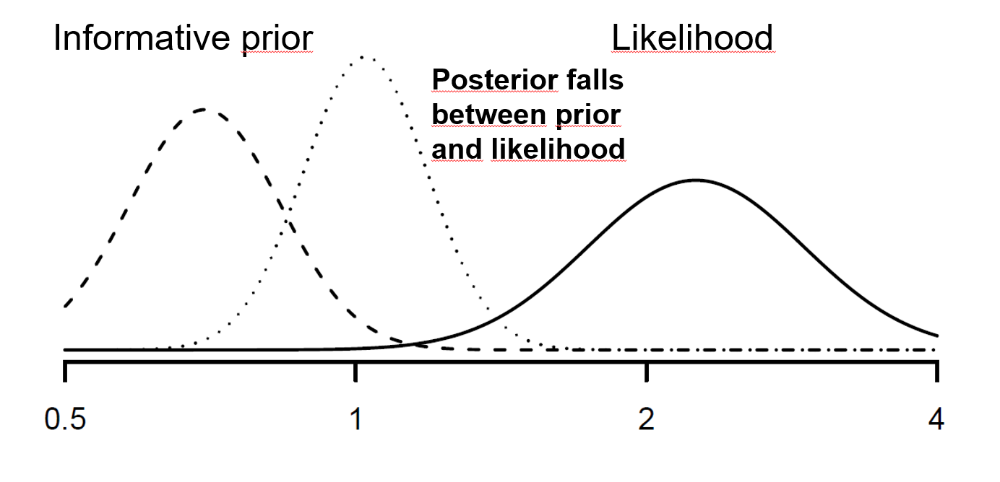 Informative prior
Likelihood
Posterior falls
between prior
and likelihood
0.5
1
2
4